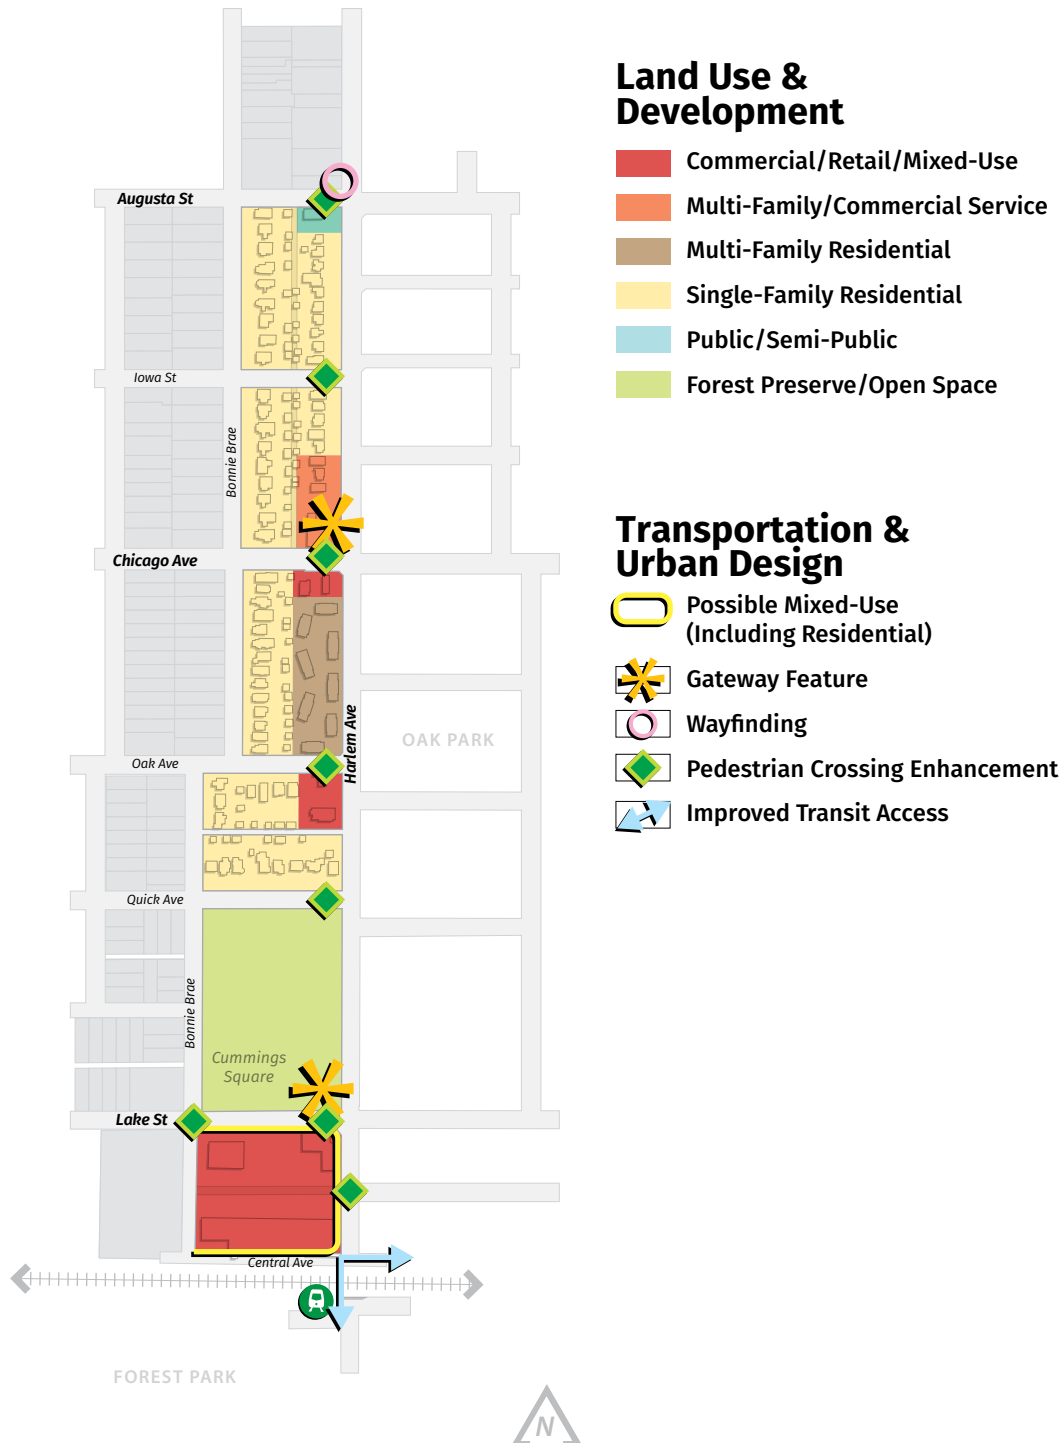 Land Use &
Development
Commercial/Retail/Mixed-Use
Multi-Family/Commercial Service
Multi-Family Residential
Single-Family Residential
Public/Semi-Public
Forest Preserve/Open Space
Transportation &
Urban Design
Possible Mixed-Use
(Including Residential)
Gateway Feature
Wayfinding
Pedestrian Crossing Enhancement
Improved Transit Access
Augusta St
Iowa St
Bonnie Brae
Chicago Ave
Harlem Ave
OAK PARK
Oak Ave
Quick Ave
Bonnie Brae
Cummings
Square
Lake St
Central Ave
FOREST PARK
N